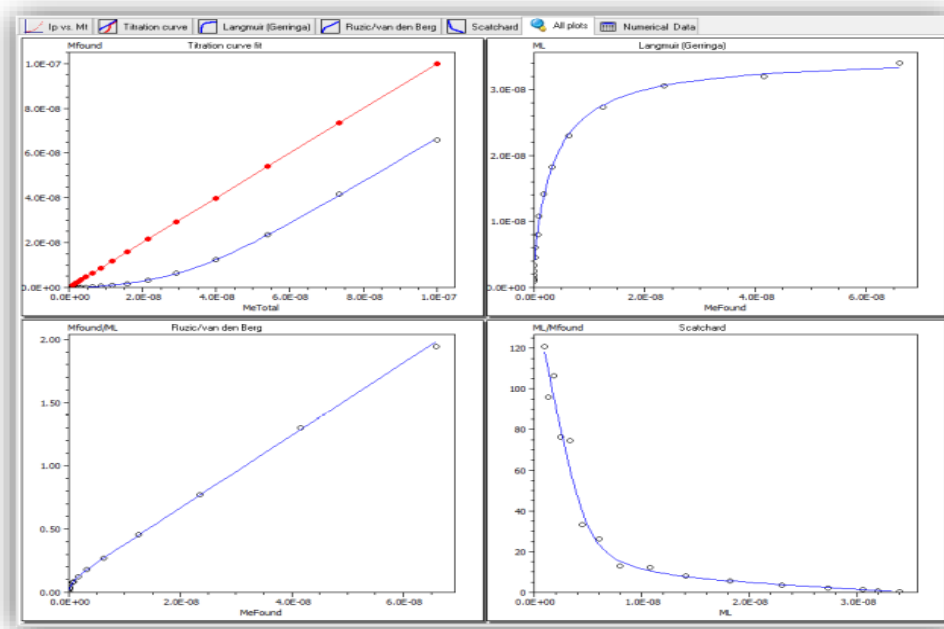 Ip vs. Mt Titration curve Langmuir (Gerringa) Ruzic/van den Berg Scatchard All plots Numerical Data
Mfound Titration curve fit
1.0E-07
8.0E-08
6.0E-08
4.0E-08
2.0E-08
0.0E+00
0.0E+00 2.0E-08 4.0E-08 6.0E-08 8.0E-08 1.0E-07
MeTotal
ML Langmuir (Gerringa)
3.0E-08
2.0E-08
1.0E-08
0.0E+00
0.0E+00 2.0E-08 4.0E-08 6.0E-08
MeFound
Mfound/ML Ruzic/van den Berg
2.00
1.50
1.00
0.50
0.00
0.0E+00 2.0E-08 4.0E-08 6.0E-08
MeFound
ML/Mfound Scatchard
120
100
80
60
40
20
0
0.0E+00 1.0E-08 2.0E-08 3.0E-08
ML